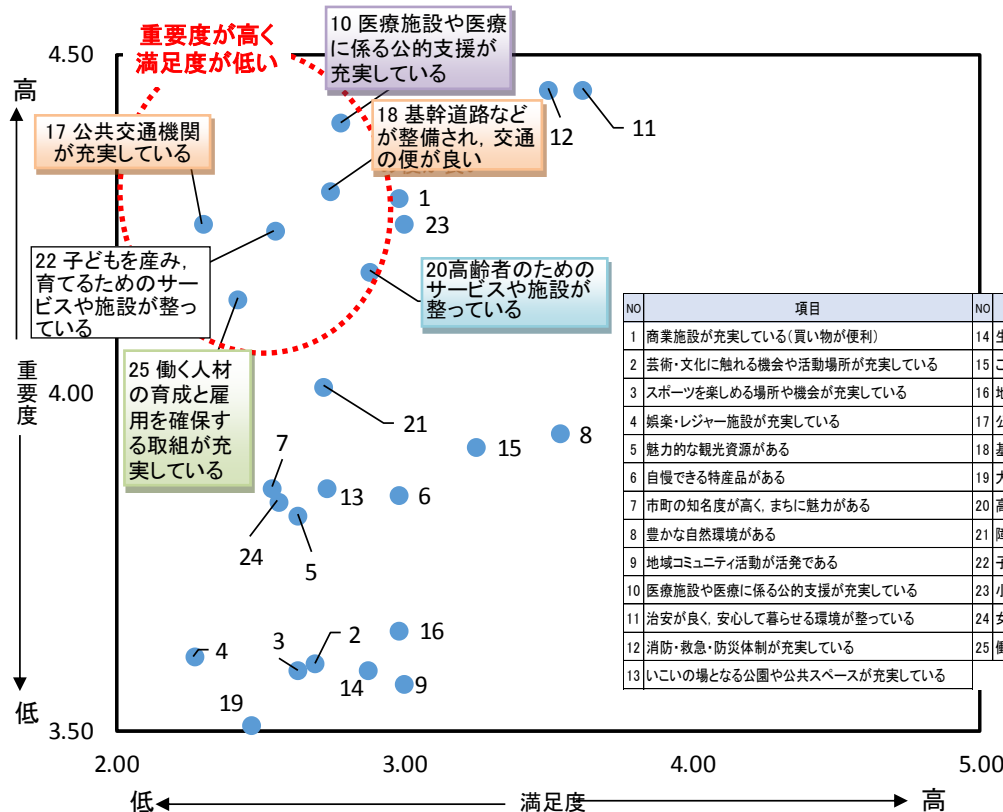 重要度が高く
満足度が低い
10 医療施設や医療
に係る公的支援が
充実している
18 基幹道路など
が整備され，交通
の便が良い
17 公共交通機関
が充実している
22 子どもを産み，
育てるためのサー
ビスや施設が整っ
ている
20高齢者のための
サービスや施設が
整っている
25 働く人材
の育成と雇
用を確保す
る取組が充
実している
高
重要度
低
4.50
4.00
3.50
2.00
3.00
4.00
5.00
低
満足度
高
12
11
1
23
21
15
8
7
13
6
24
5
4
3
2
16
14
9
19
NO 項目 NO
1 商業施設が充実している(買い物が便利) 14
2 芸術・文化に触れる機会や活動場所が充実している 15
3 スポーツを楽しめる場所や機会が充実している 16
4 娯楽・レジャー施設が充実している 17
5 魅力的な観光資源がある 18
6 自慢できる特産品がある 19
7 市町の知名度が高く，まちに魅力がある 20
8 豊かな自然環境がある 21
9 地域コミュニティ活動が活発である 22
10 医療施設や医療に係る公的支援が充実している 23
11 治安が良く，安心して暮らせる環境が整っている 24
12 消防・救急・防災体制が充実している 25
13 いこいの場となる公園や公共スペースが充実している